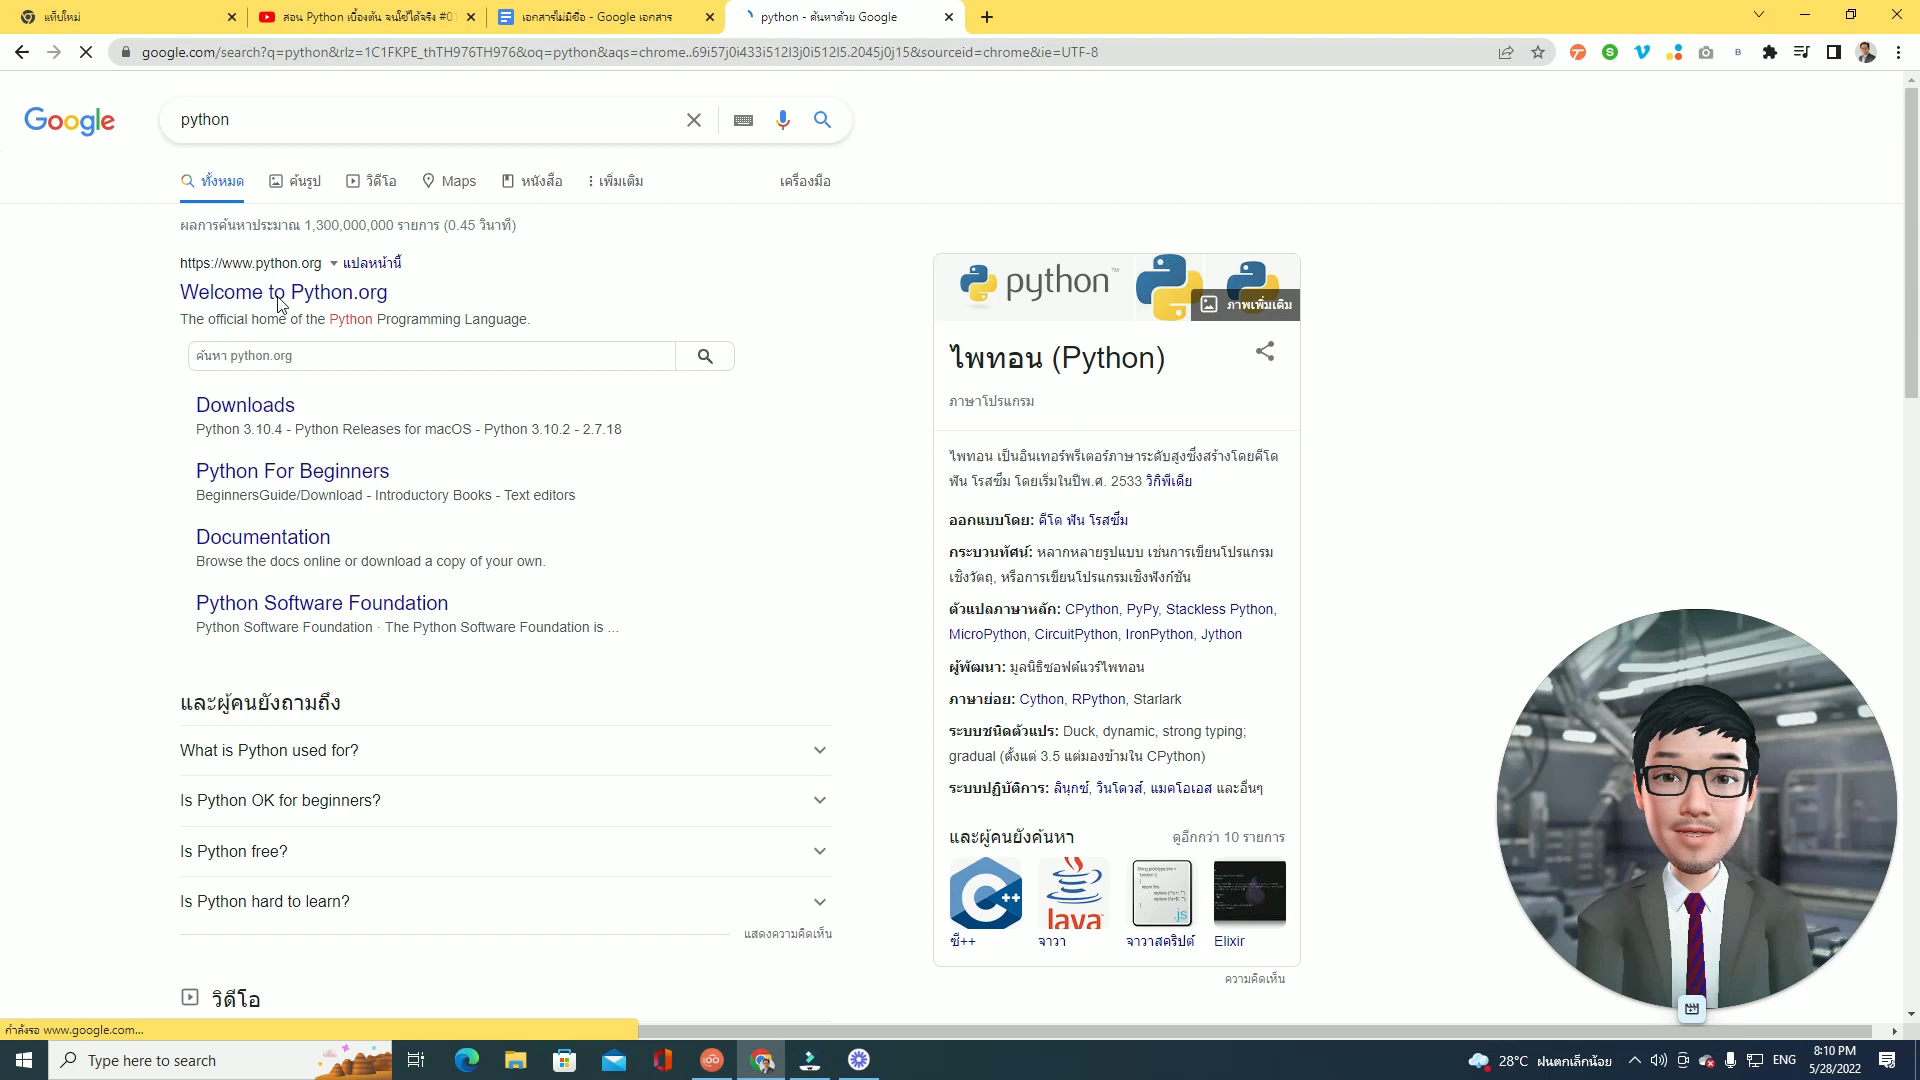 แท็บใหม่
สอน Python เบื้องต้น จนใช้ได้จริง #01
เอกสารไม่มีชื่อ - Google เอกสาร
python - ค้นหาด้วย Google
google.com/search?q=python&rlz=1C1FKPE_thTH976TH976&oq=python&aqs=chrome..69i57j0i433i512l3j0i512l5.2045j0j15&sourceid=chrome&ie=UTF-8
Google
python
ทั้งหมด ค้นรูป วิดีโอ Maps หนังสือ เพิ่มเติม เครื่องมือ
ผลการค้นหาประมาณ 1,300,000,000 รายการ (0.45 วินาที)
https://www.python.org แปลหน้านี้
Welcome to Python.org
The official home of the Python Programming Language.
ค้นหา python.org
Downloads
Python 3.10.4 - Python Releases for macOS - Python 3.10.2 - 2.7.18
Python For Beginners
BeginnersGuide/Download - Introductory Books - Text editors
Documentation
Browse the docs online or download a copy of your own.
Python Software Foundation
Python Software Foundation · The Python Software Foundation is ...
และผู้คนยังถามถึง
What is Python used for?
Is Python OK for beginners?
Is Python free?
Is Python hard to learn?
แสดงความคิดเห็น
วิดีโอ
python™
ภาพเพิ่มเติม
ไพทอน (Python)
ภาษาโปรแกรม
ไพทอน เป็นอินเทอร์พรีเตอร์ภาษาระดับสูงซึ่งสร้างโดยคีโด
ฟัน โรสซึม โดยเริ่มในปีพ.ศ. 2533 วิกิพีเดีย
ออกแบบโดย: คีโด ฟัน โรสซึ่ม
กระบวนทัศน์: หลากหลายรูปแบบ เช่นการเขียนโปรแกรม
เชิงวัตถุ, หรือการเขียนโปรแกรมเชิงฟังก์ชัน
ตัวแปลภาษาหลัก: CPython, PyPy, Stackless Python,
MicroPython, CircuitPython, IronPython, Jython
ผู้พัฒนา: มูลนิธิซอฟต์แวร์ไพทอน
ภาษาย่อย: Cython, RPython, Starlark
ระบบชนิดตัวแปร: Duck, dynamic, strong typing;
gradual (ตั้งแต่ 3.5 แต่มองข้ามใน CPython)
ระบบปฏิบัติการ: ลินุกซ์, วินโดวส์, แมคโอเอส และอื่นๆ
และผู้คนยังค้นหา ดูอีกกว่า 10 รายการ
C++
Java
.js
ซี++ จาวา จาวาสคริปต์ Elixir
ความคิดเห็น
กำลังรอ www.google.com...
Type here to search
28°C ฝนตกเล็กน้อย
ENG
8:10 PM
5/28/2022